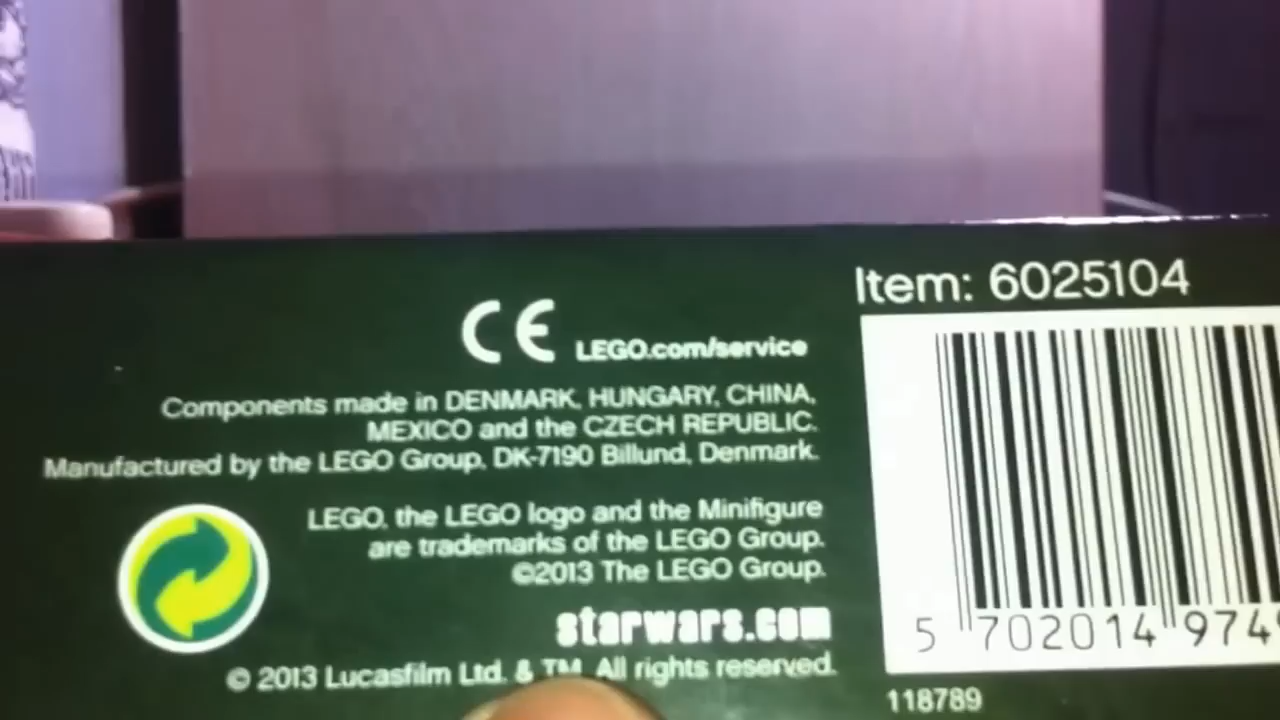 Item: 6025104
CE LEGO.com/service
Components made in DENMARK, HUNGARY, CHINA,
MEXICO and the CZECH REPUBLIC.
Manufactured by the LEGO Group, DK-7190 Billund, Denmark.
LEGO, the LEGO logo and the Minifigure
are trademarks of the LEGO Group.
©2013 The LEGO Group.
starwars.com
© 2013 Lucasfilm Ltd. & TM. All rights reserved.
5 702014 974
118789